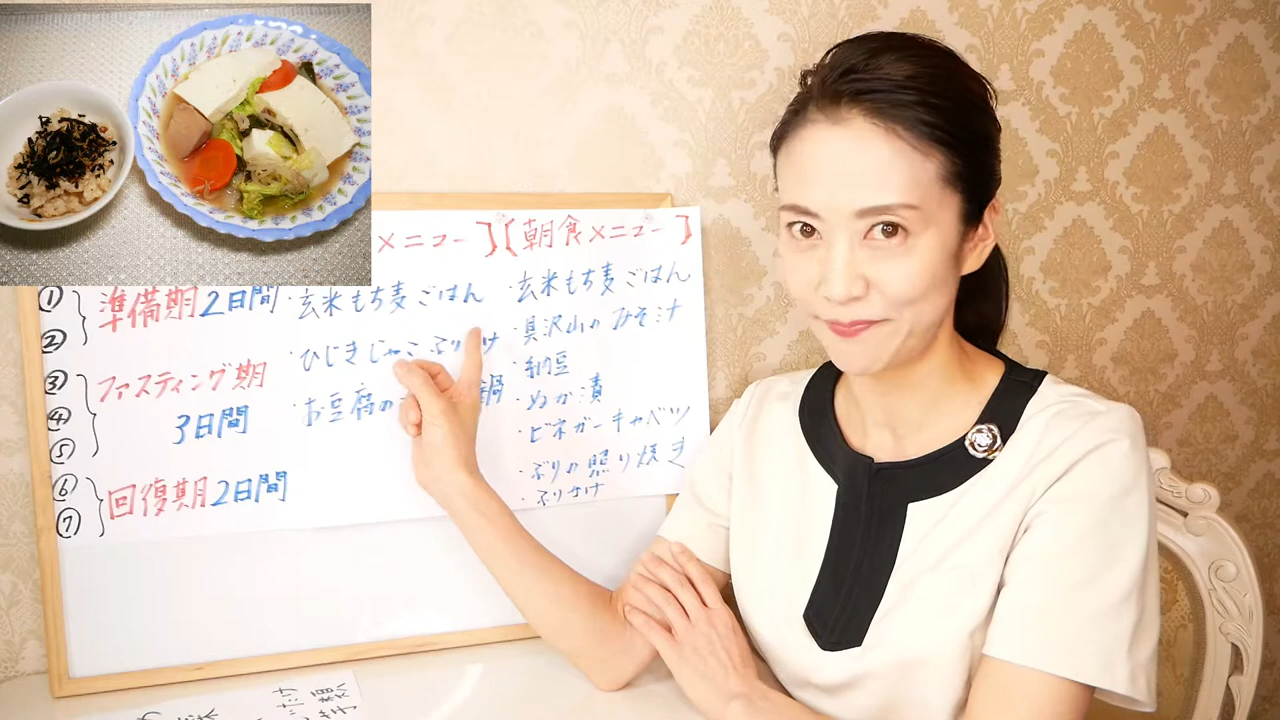 メニュー】【朝食メニュー】
① 準備期2日間
②
③ ファスティング期
④ 3日間
⑤
⑥ 回復期2日間
⑦
・玄米もち麦ごはん
ひじきじゃこふり け
・お豆腐の 鍋
・玄米もち麦ごはん
・具沢山のみそ汁
・納豆
・ぬか漬
・ビネガーキャベツ
・ぶりの照り焼き
・ふりかけ